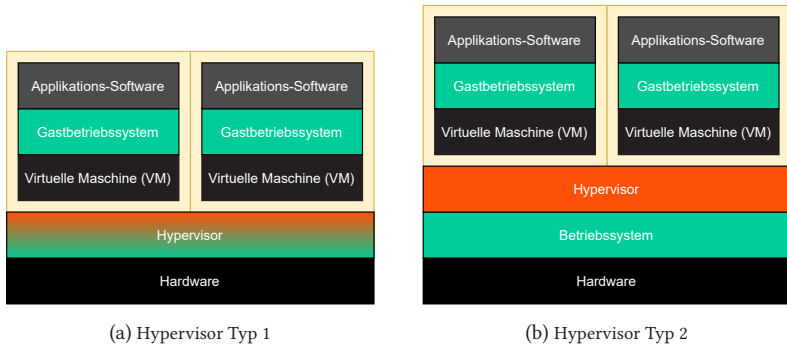 Applikations-Software
Applikations-Software
Gastbetriebssystem
Gastbetriebssystem
Virtuelle Maschine (VM)
Virtuelle Maschine (VM)
Hypervisor
Hardware
(a) Hypervisor Typ 1
Applikations-Software
Applikations-Software
Gastbetriebssystem
Gastbetriebssystem
Virtuelle Maschine (VM)
Virtuelle Maschine (VM)
Hypervisor
Betriebssystem
Hardware
(b) Hypervisor Typ 2